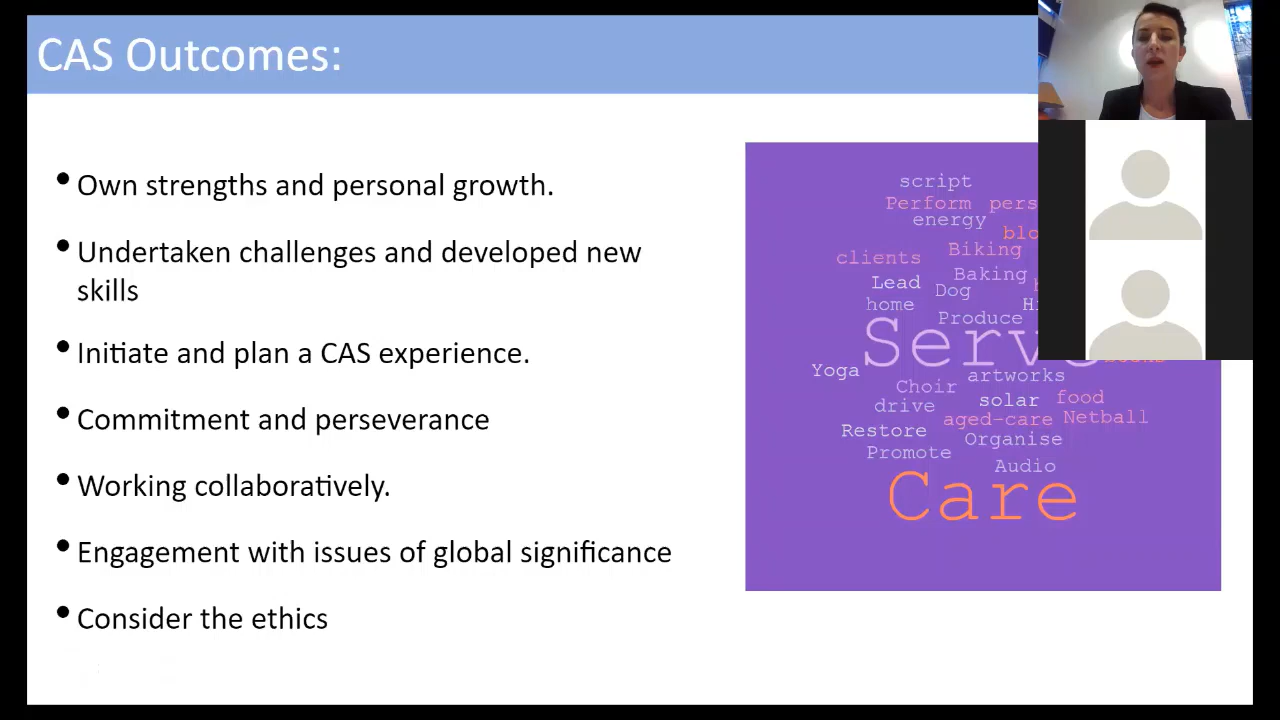 CAS Outcomes:
• Own strengths and personal growth.
• Undertaken challenges and developed new
skills
• Initiate and plan a CAS experience.
• Commitment and perseverance
• Working collaboratively.
• Engagement with issues of global significance
• Consider the ethics
script
Perform
energy
Biking
clients
Baking
Lead
Dog
home
Produce
Serve
Yoga
artworks
Choir
solar food
drive
aged-care Netball
Restore
Organise
Promote
Audio
Care